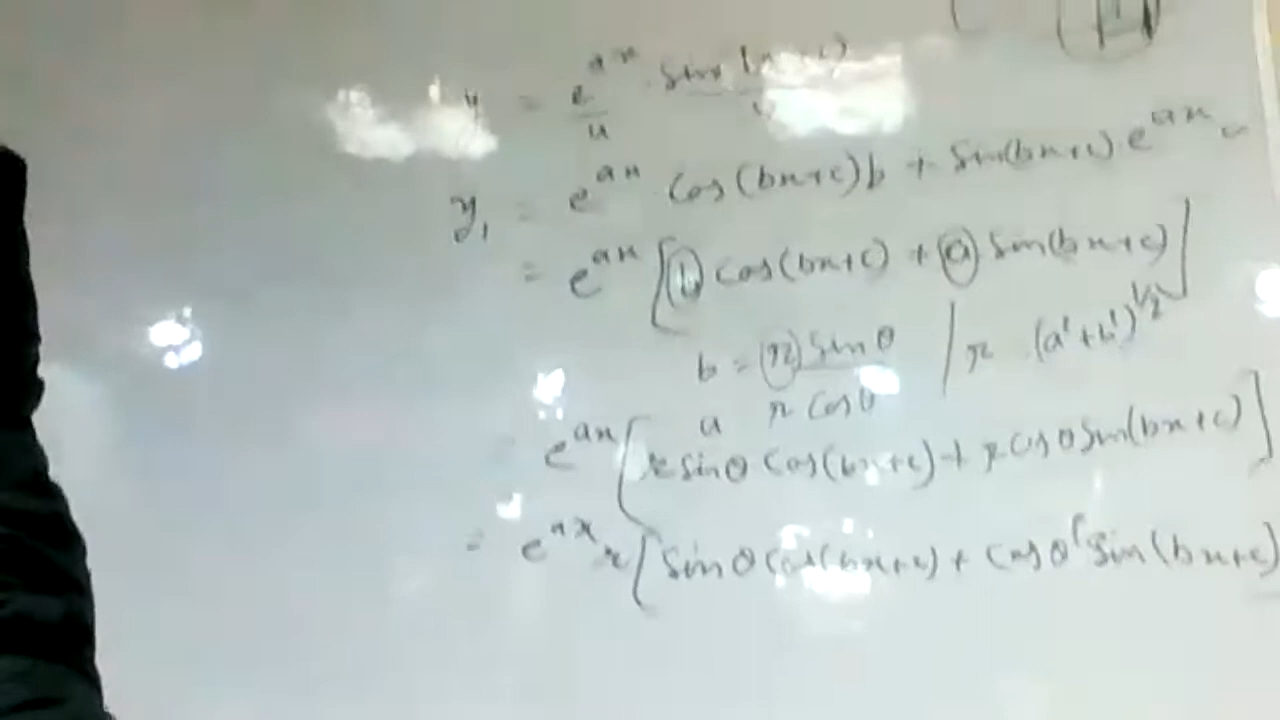 y = e^{ax} . sin(bx+c)
u v
y₁ = e^{ax} cos(bx+c)b + sin(bx+c).e^{ax}
= e^{ax} [b cos(bx+c) + a sin(bx+c)]
b = r sin θ | r (a² + b²)^{1/2}
a r cos θ
e^{ax} [r sin θ cos(bx+c) + r cos θ sin(bx+c)]
= e^{ax} r [sin θ cos(bx+c) + cos θ sin(bx+c)